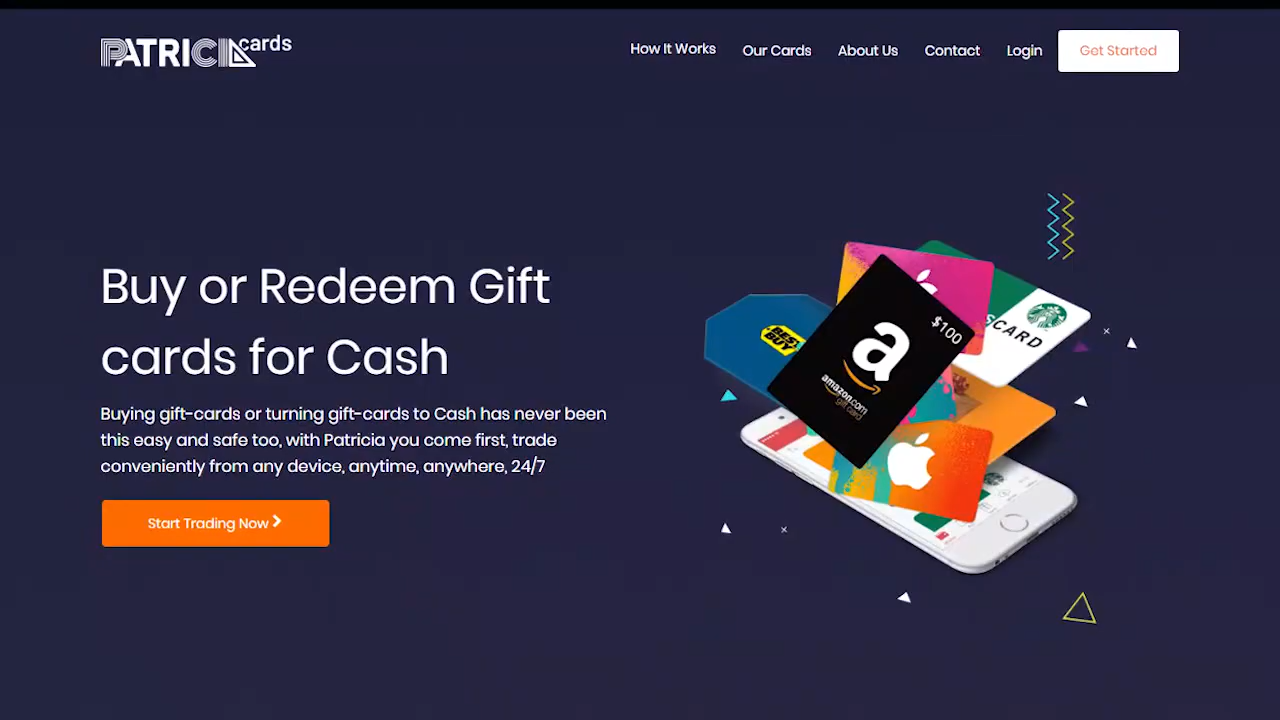 PATRICIA cards
How It Works
Our Cards
About Us
Contact
Login
Get Started
Buy or Redeem Gift
cards for Cash
Buying gift-cards or turning gift-cards to Cash has never been
this easy and safe too, with Patricia you come first, trade
conveniently from any device, anytime, anywhere, 24/7
Start Trading Now
BEST
BUY
$100
a
amazon.com
gift card
SCARD